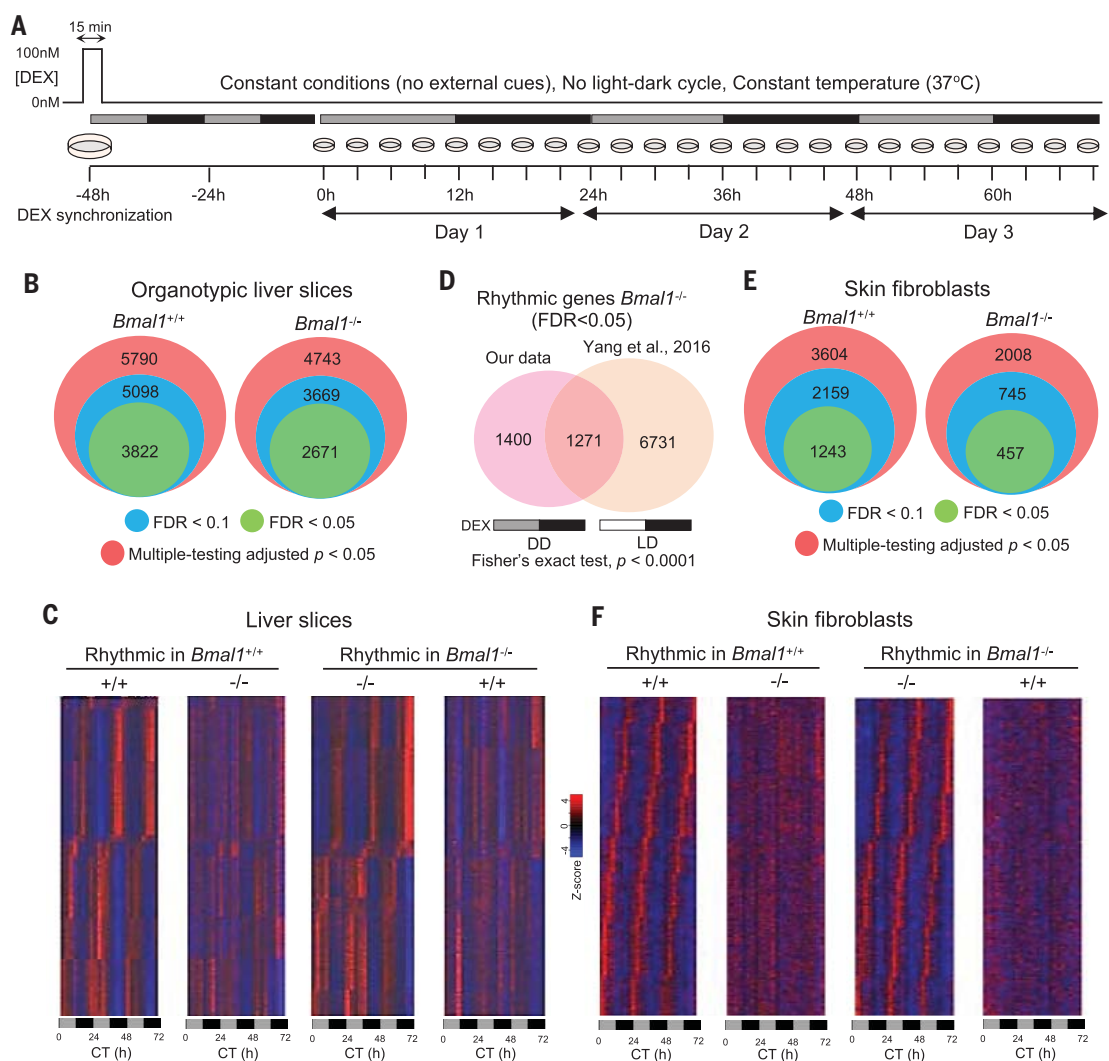 A
15 min
100nM
[DEX]
0nM
Constant conditions (no external cues), No light-dark cycle, Constant temperature (37°C)
-48h -24h 0h 12h 24h 36h 48h 60h
DEX synchronization
Day 1 Day 2 Day 3
B
Organotypic liver slices
Bmal1+/+ Bmal1-/-
5790 4743
5098 3669
3822 2671
FDR < 0.1 FDR < 0.05
Multiple-testing adjusted p < 0.05
D
Rhythmic genes Bmal1-/-
(FDR<0.05)
Our data Yang et al., 2016
1400 1271 6731
DEX
DD LD
Fisher's exact test, p < 0.0001
E
Skin fibroblasts
Bmal1+/+ Bmal1-/-
3604 2008
2159 745
1243 457
FDR < 0.1 FDR < 0.05
Multiple-testing adjusted p < 0.05
C
Liver slices
Rhythmic in Bmal1+/+ Rhythmic in Bmal1-/-
+/+ -/- -/- +/+
0 24 48 72 0 24 48 72 0 24 48 72 0 24 48 72
CT (h) CT (h) CT (h) CT (h)
Z-score
-4 0 4
F
Skin fibroblasts
Rhythmic in Bmal1+/+ Rhythmic in Bmal1-/-
+/+ -/- -/- +/+
0 24 48 72 0 24 48 72 0 24 48 72 0 24 48 72
CT (h) CT (h) CT (h) CT (h)